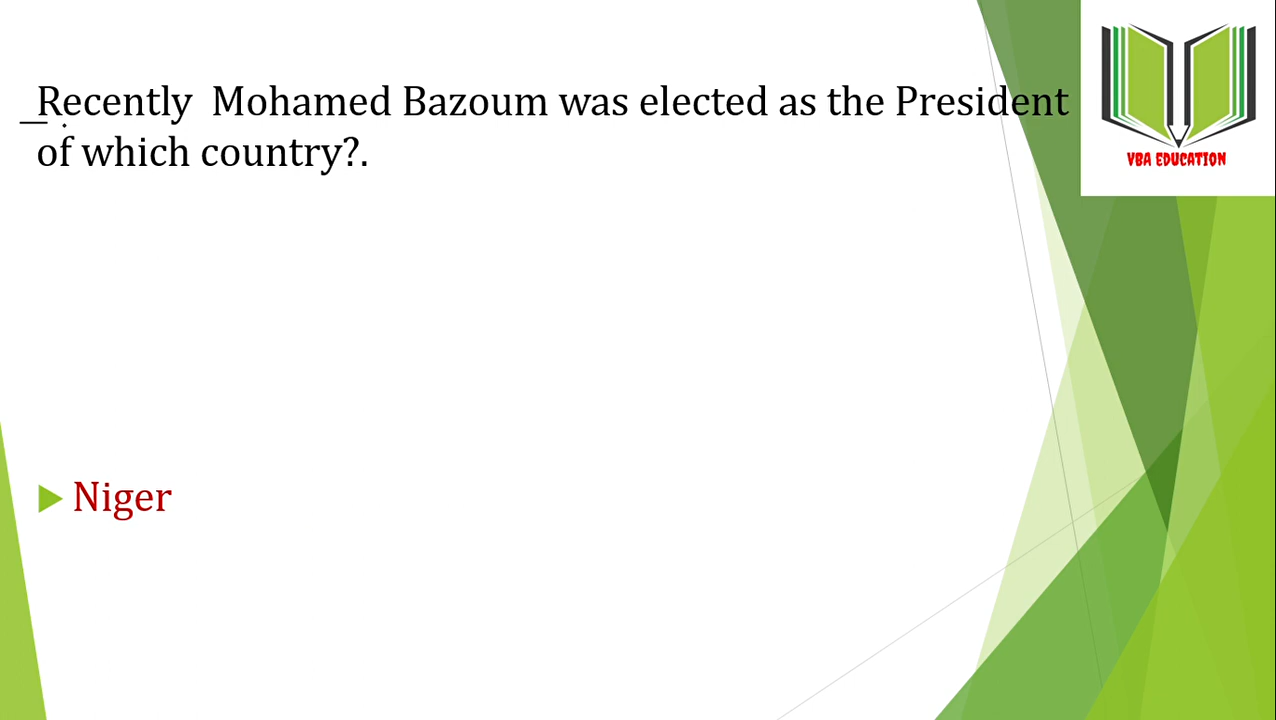 Recently Mohamed Bazoum was elected as the President
of which country?.
VBA EDUCATION
Niger